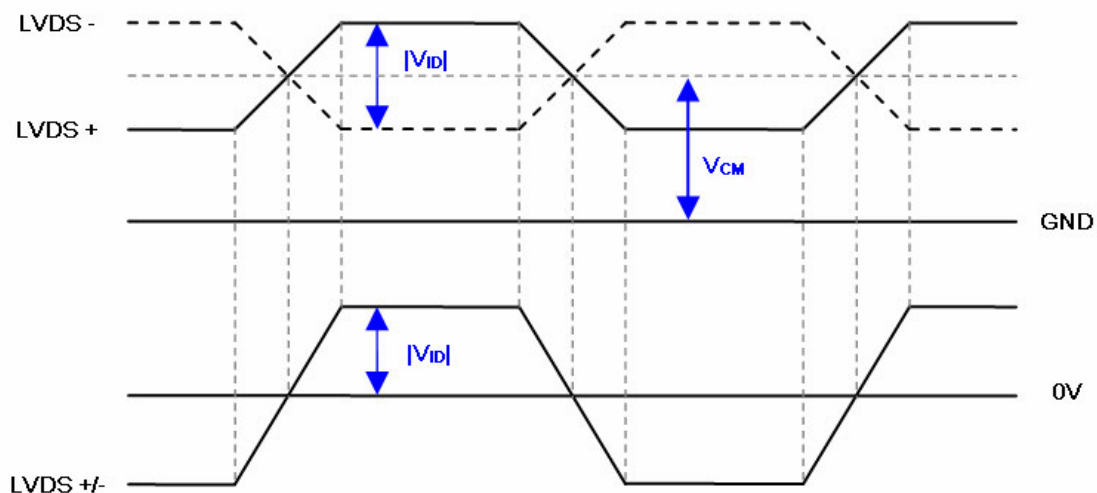 LVDS -
|VID|
LVDS +
VCM
GND
|VID|
0V
LVDS +/-